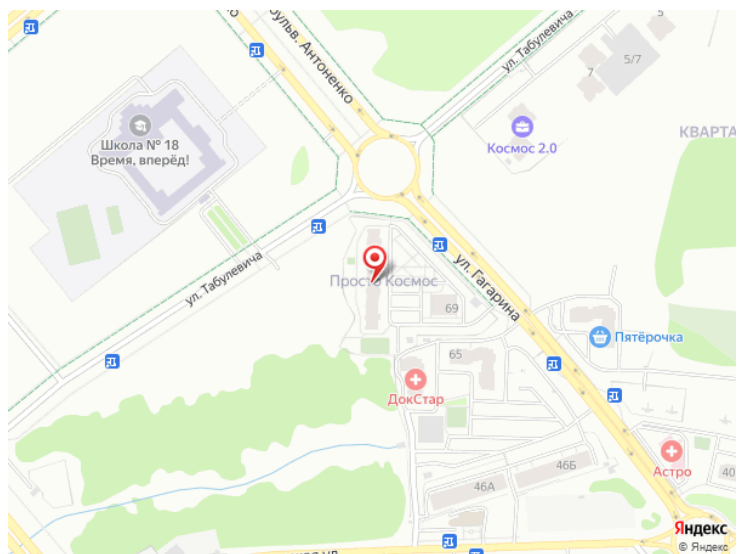 бульв. Антоненко
5
ул. Табулевича
5/7
7
Школа № 18
Время, вперёд!
Космос 2.0
КВАРТА
ул. Табулевича
ул. Гагарина
Просто Космос
69
Пятёрочка
65
ДокСтар
46Б
46А
Астро
40
Яндекс
© Яндекс